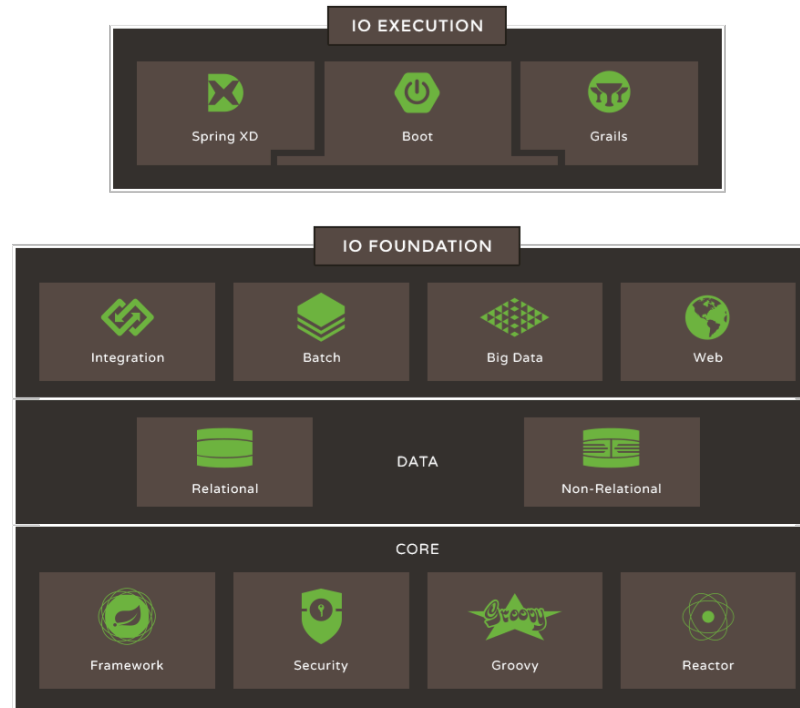 IO EXECUTION
Spring XD
Boot
Grails
IO FOUNDATION
Integration
Batch
Big Data
Web
Relational
DATA
Non-Relational
CORE
Groovy
Framework
Security
Groovy
Reactor